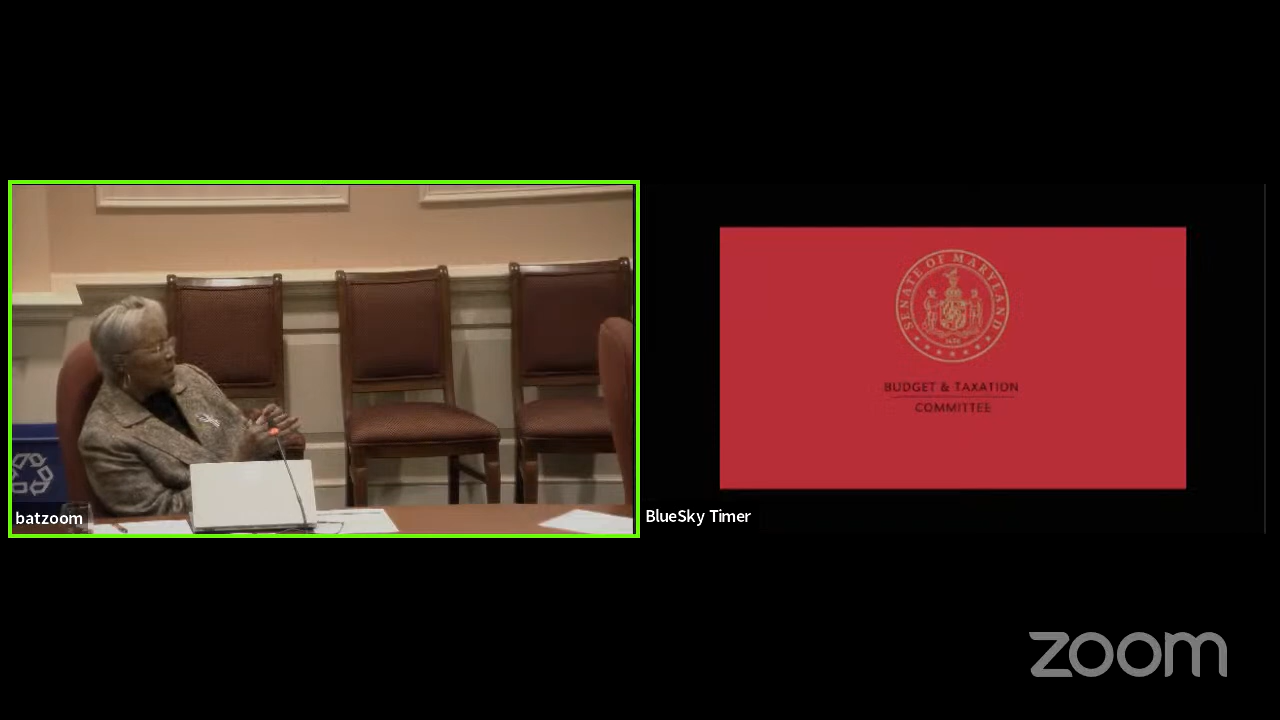 SENATE OF MARYLAND
BUDGET & TAXATION
COMMITTEE
batzoom
BlueSky Timer
zoom